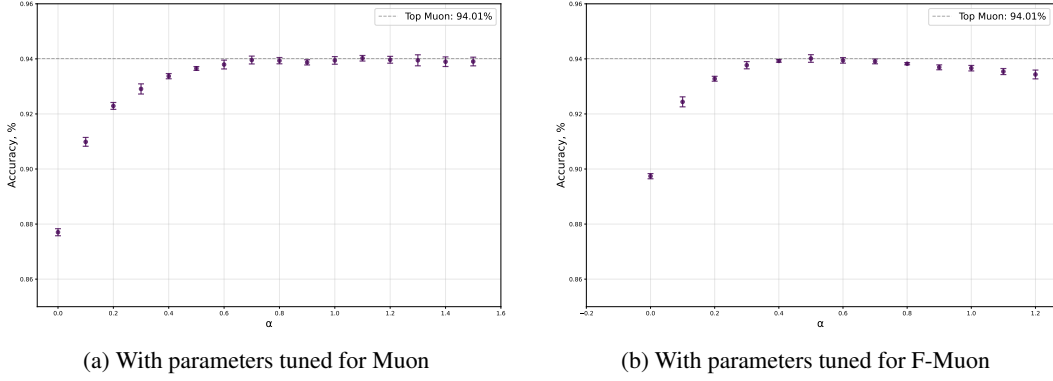 0.96
0.94
0.92
0.90
0.88
0.86
Accuracy, %
Top Muon: 94.01%
0.0 0.2 0.4 0.6 0.8 1.0 1.2 1.4 1.6
α
(a) With parameters tuned for Muon
0.96
0.94
0.92
0.90
0.88
0.86
Accuracy, %
Top Muon: 94.01%
−0.2 0.0 0.2 0.4 0.6 0.8 1.0 1.2
α
(b) With parameters tuned for F-Muon